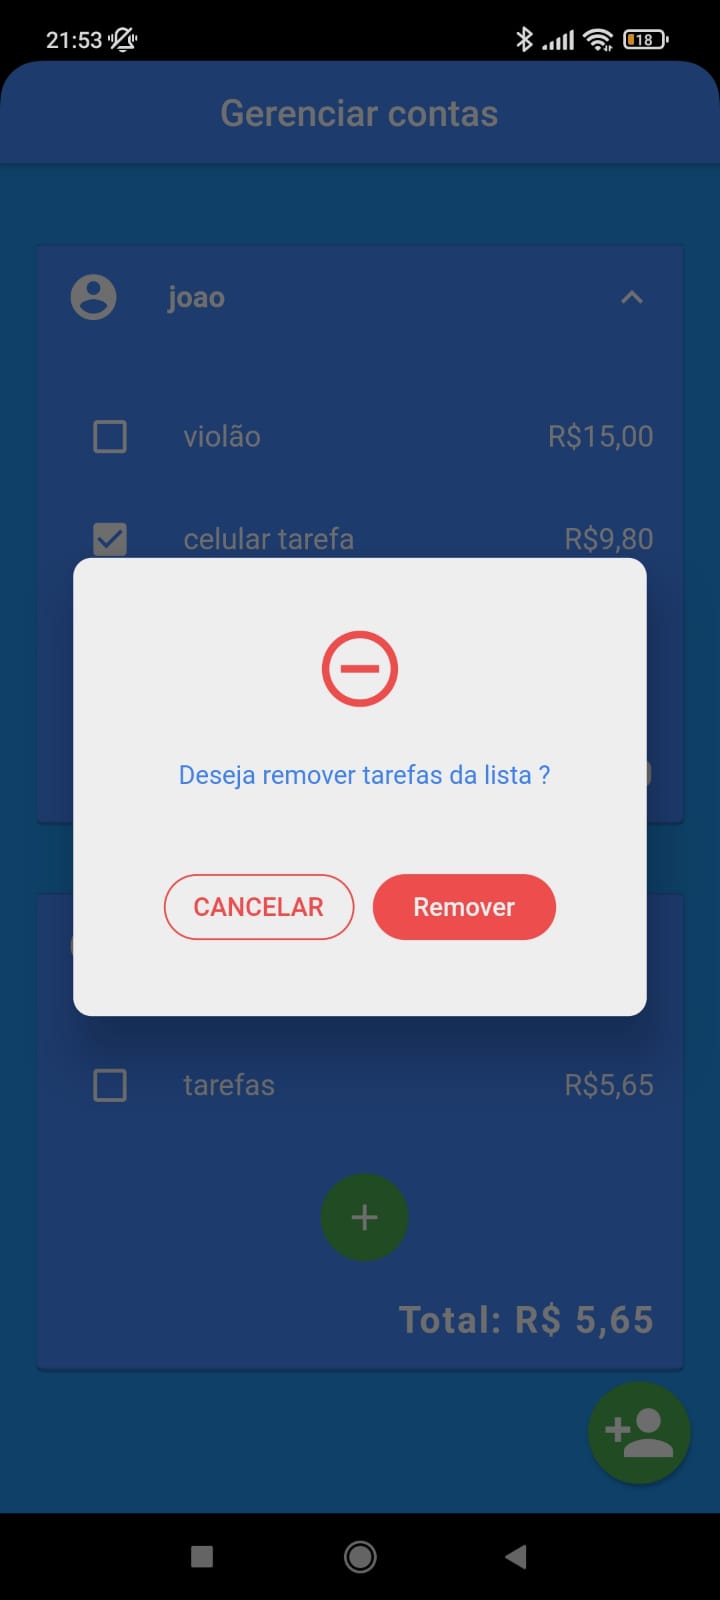 21:53
18
Gerenciar contas
joao
violão R$15,00
celular tarefa R$9,80
Deseja remover tarefas da lista ?
CANCELAR Remover
tarefas R$5,65
+
Total: R$ 5,65